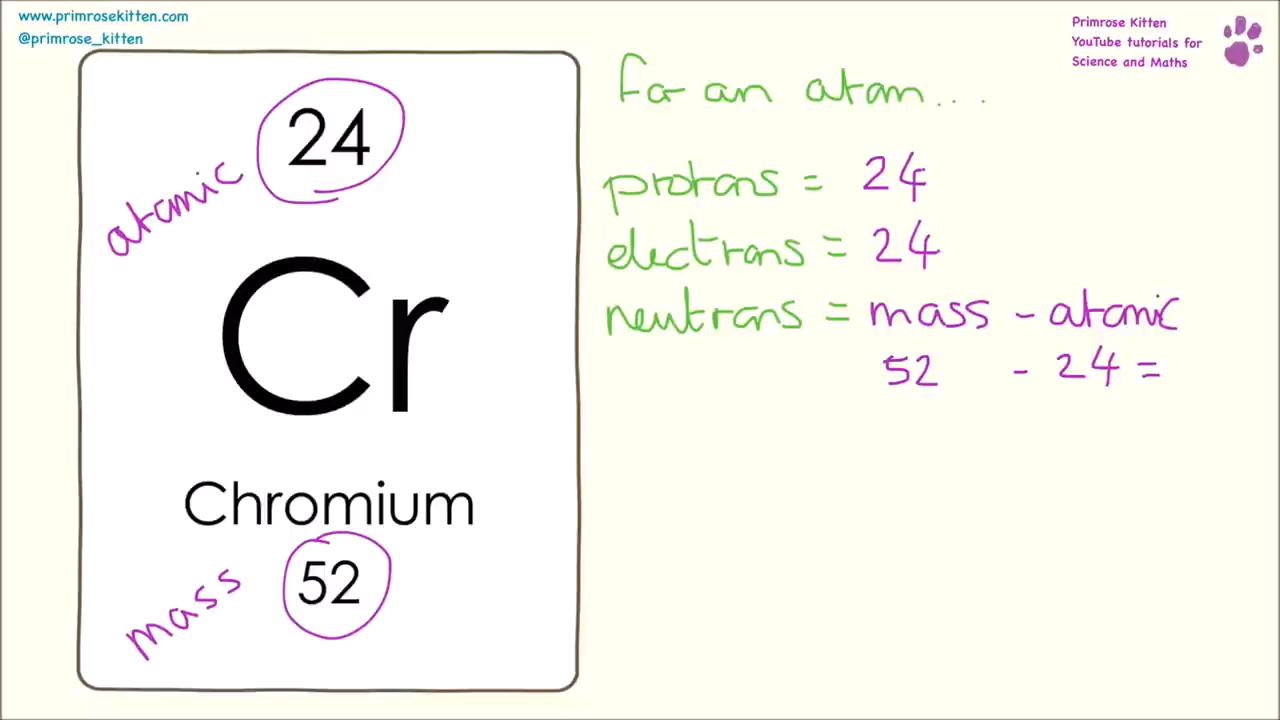 www.primrosekitten.com
@primrose_kitten
Primrose Kitten
YouTube tutorials for
Science and Maths
24
atomic
Cr
Chromium
52
mass
for an atom...
protons = 24
electrons = 24
neutrons = mass - atomic
52 - 24 =